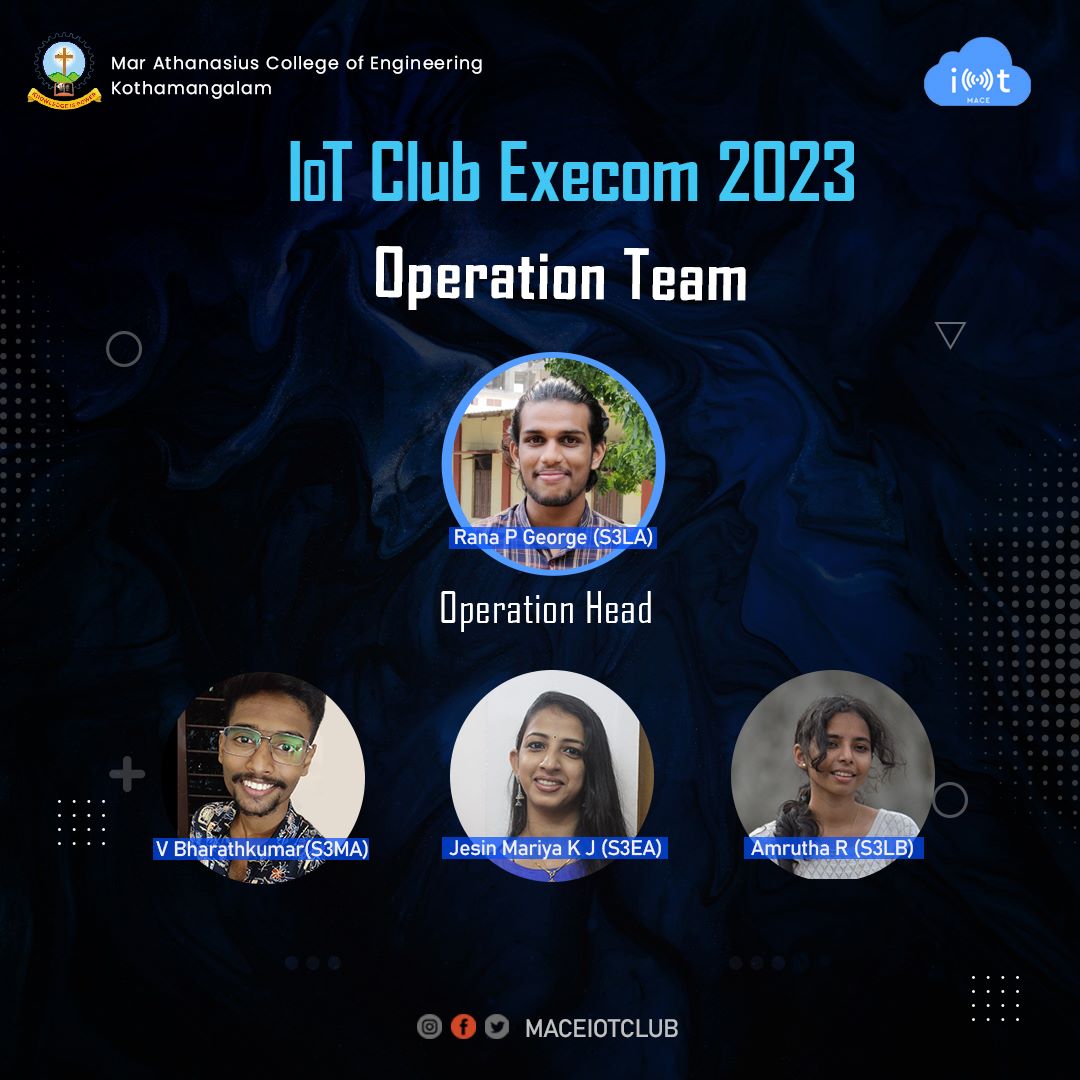 Mar Athanasius College of Engineering
Kothamangalam
KNOWLEDGE IS POWER
iot
MACE
IoT Club Execom 2023
Operation Team
Rana P George (S3LA)
Operation Head
V Bharathkumar(S3MA)
Jesin Mariya K J (S3EA)
Amrutha R (S3LB)
MACEIOTCLUB